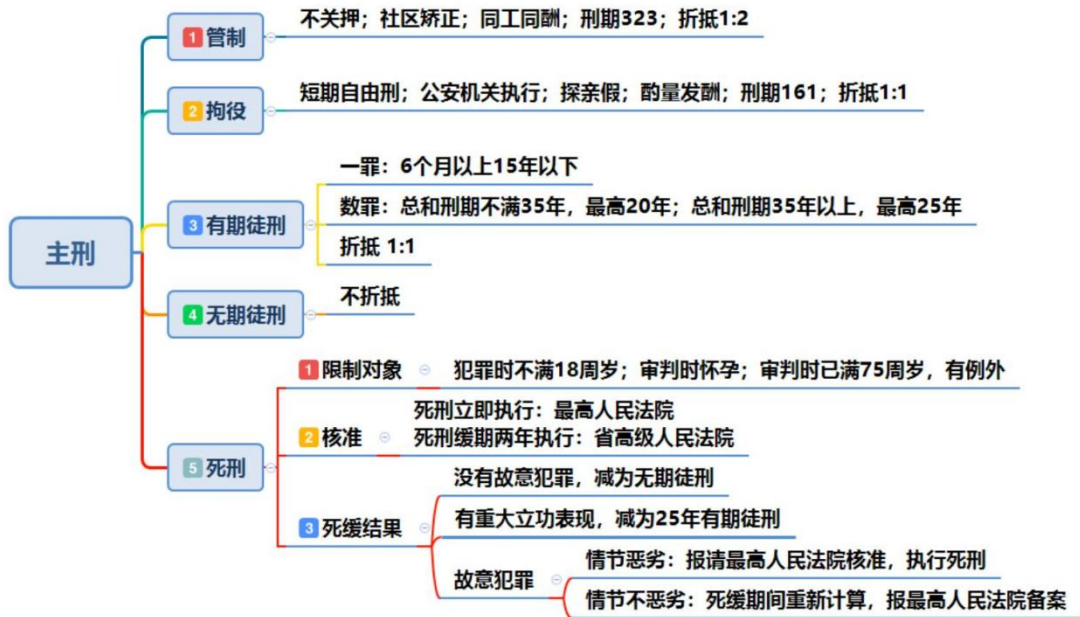 主刑
1 管制
不关押；社区矫正；同工同酬；刑期323；折抵1:2
2 拘役
短期自由刑；公安机关执行；探亲假；酌量发酬；刑期161；折抵1:1
3 有期徒刑
一罪：6个月以上15年以下
数罪：总和刑期不满35年，最高20年；总和刑期35年以上，最高25年
折抵 1:1
4 无期徒刑
不折抵
5 死刑
1 限制对象
犯罪时不满18周岁；审判时怀孕；审判时已满75周岁，有例外
2 核准
死刑立即执行：最高人民法院
死刑缓期两年执行：省高级人民法院
3 死缓结果
没有故意犯罪，减为无期徒刑
有重大立功表现，减为25年有期徒刑
故意犯罪
情节恶劣：报请最高人民法院核准，执行死刑
情节不恶劣：死缓期间重新计算，报最高人民法院备案